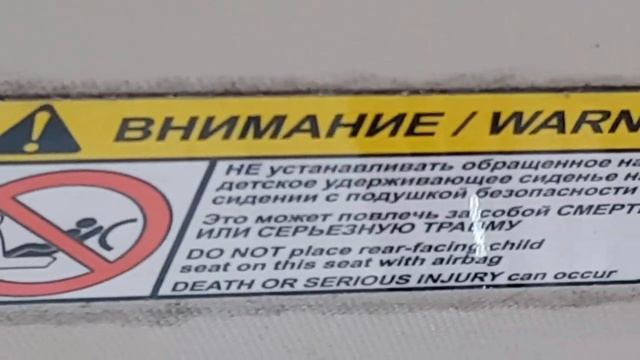 ВНИМАНИЕ / WARN
НЕ устанавливать обращенное на
детское удерживающее сиденье н
сидении с подушкой безопасности
Это может повлечь за собой СМЕРТ
ИЛИ СЕРЬЕЗНУЮ ТРАВМУ
DO NOT place rear-facing child
seat on this seat with airbag
DEATH OR SERIOUS INJURY can occur